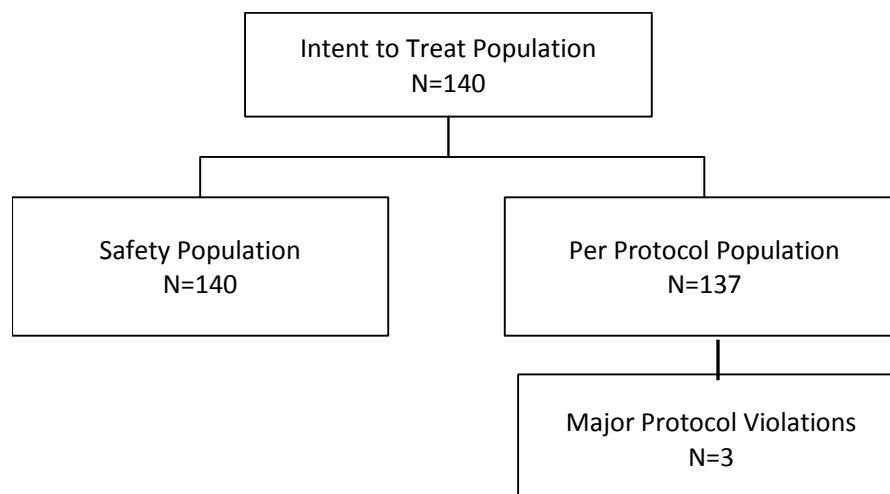 Intent to Treat Population
N=140
Safety Population
N=140
Per Protocol Population
N=137
Major Protocol Violations
N=3